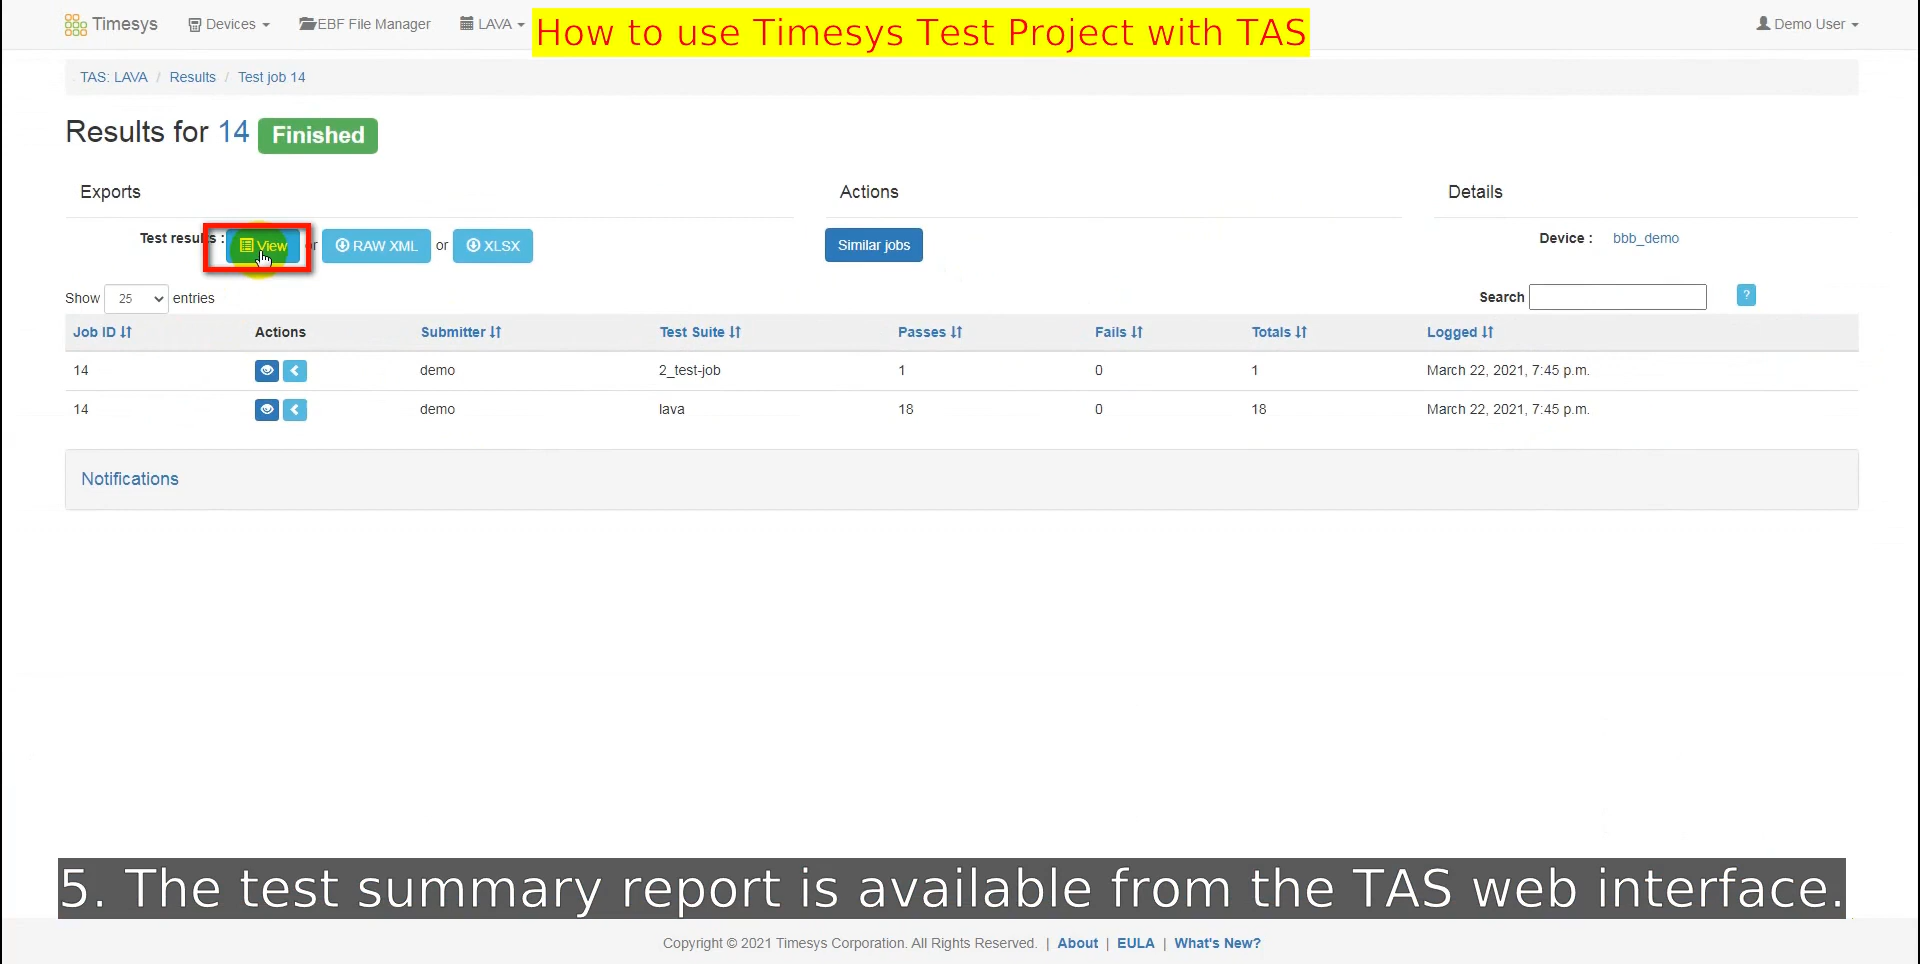 Timesys Devices EBF File Manager LAVA How to use Timesys Test Project with TAS Demo User
TAS: LAVA / Results / Test job 14
Results for 14 Finished
Exports Actions Details
Test results : View or RAW XML or XLSX Similar jobs Device : bbb_demo
Show 25 entries Search ?
Job ID Actions Submitter Test Suite Passes Fails Totals Logged
14 demo 2_test-job 1 0 1 March 22, 2021, 7:45 p.m.
14 demo lava 18 0 18 March 22, 2021, 7:45 p.m.
Notifications
5. The test summary report is available from the TAS web interface.
Copyright © 2021 Timesys Corporation. All Rights Reserved. | About | EULA | What's New?